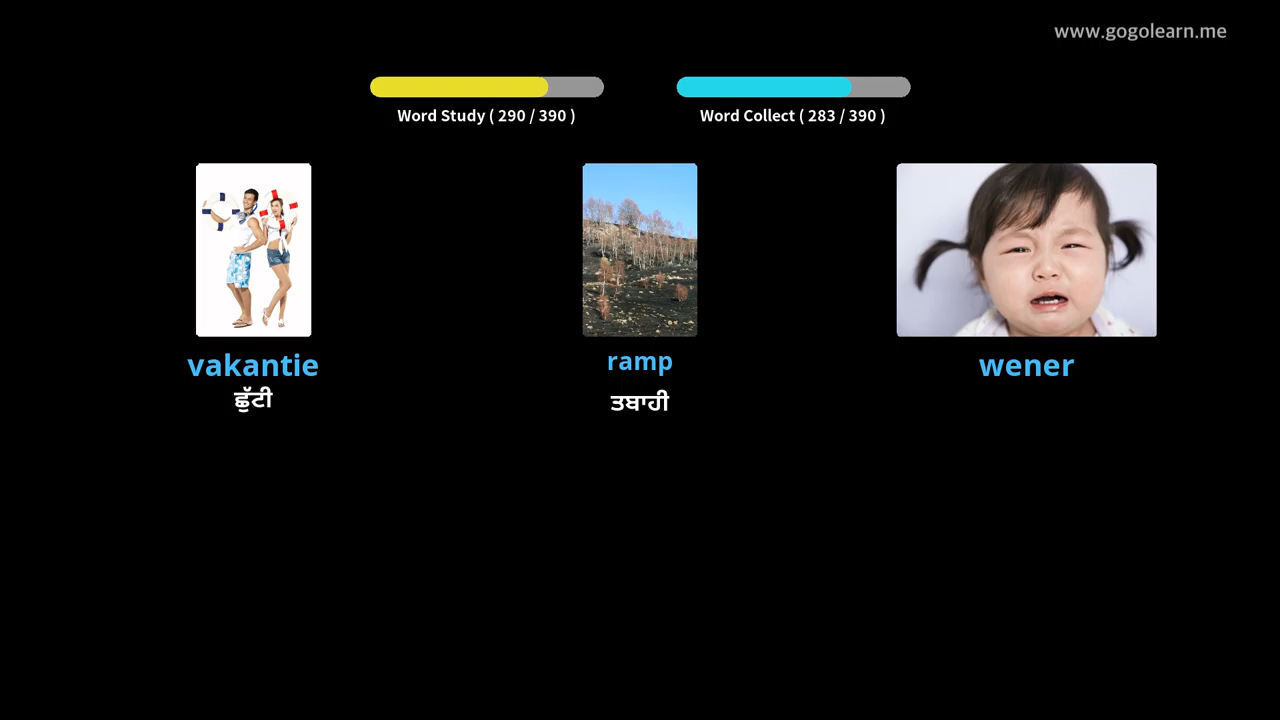 www.gogolearn.me
Word Study ( 290 / 390 )
Word Collect ( 283 / 390 )
vakantie
ਛੁੱਟੀ
ramp
ਤਬਾਹੀ
wener